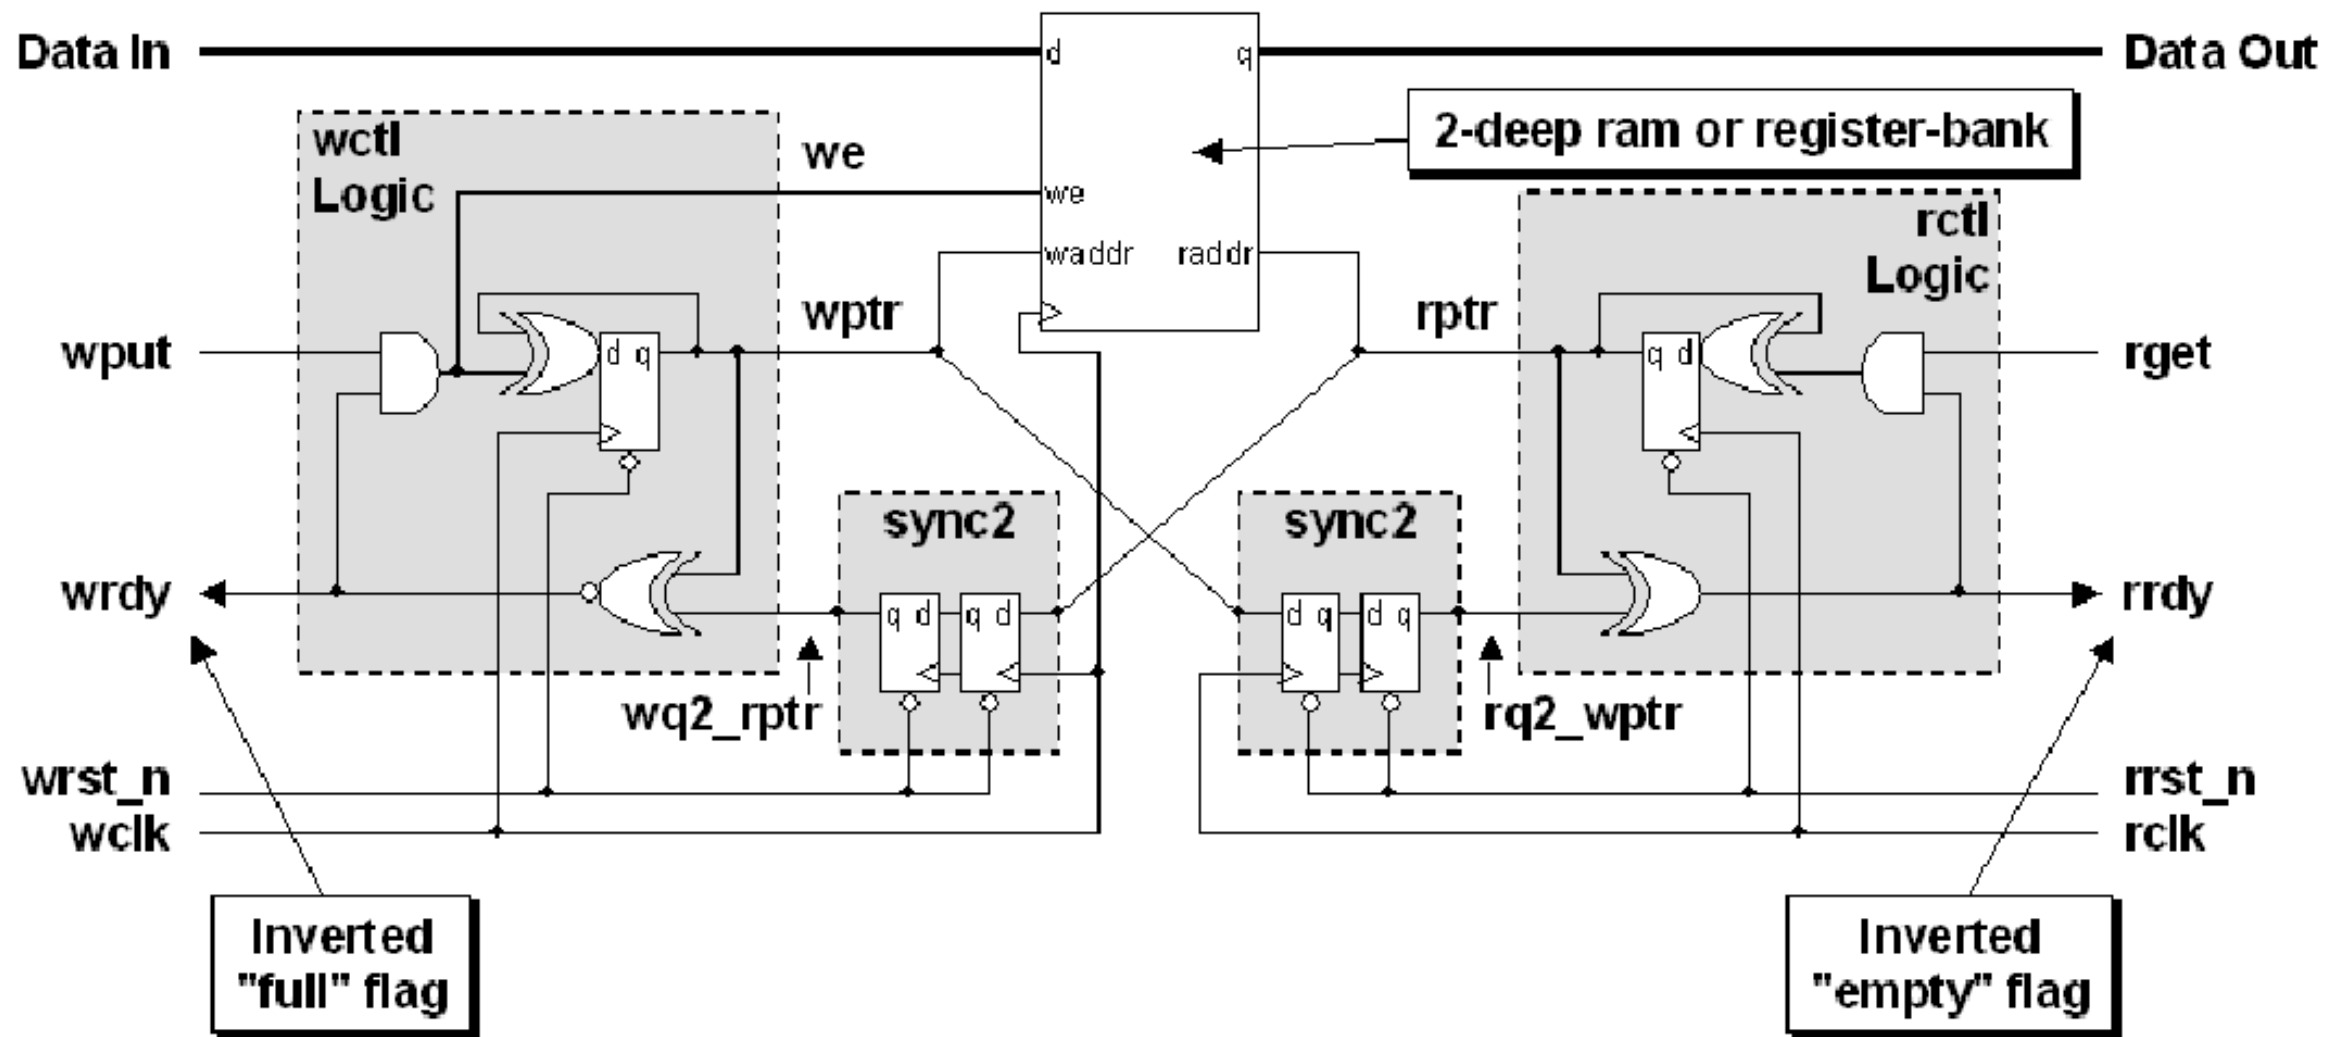 Data In
d
q
Data Out
wctl
Logic
we
2-deep ram or register-bank
we
rctl
Logic
waddr
raddr
wput
wptr
rptr
rget
d q
q d
sync2
sync2
wrdy
q d
q d
d q
d q
rrdy
wq2_rptr
rq2_wptr
wrst_n
rrst_n
wclk
rclk
Inverted
"full" flag
Inverted
"empty" flag